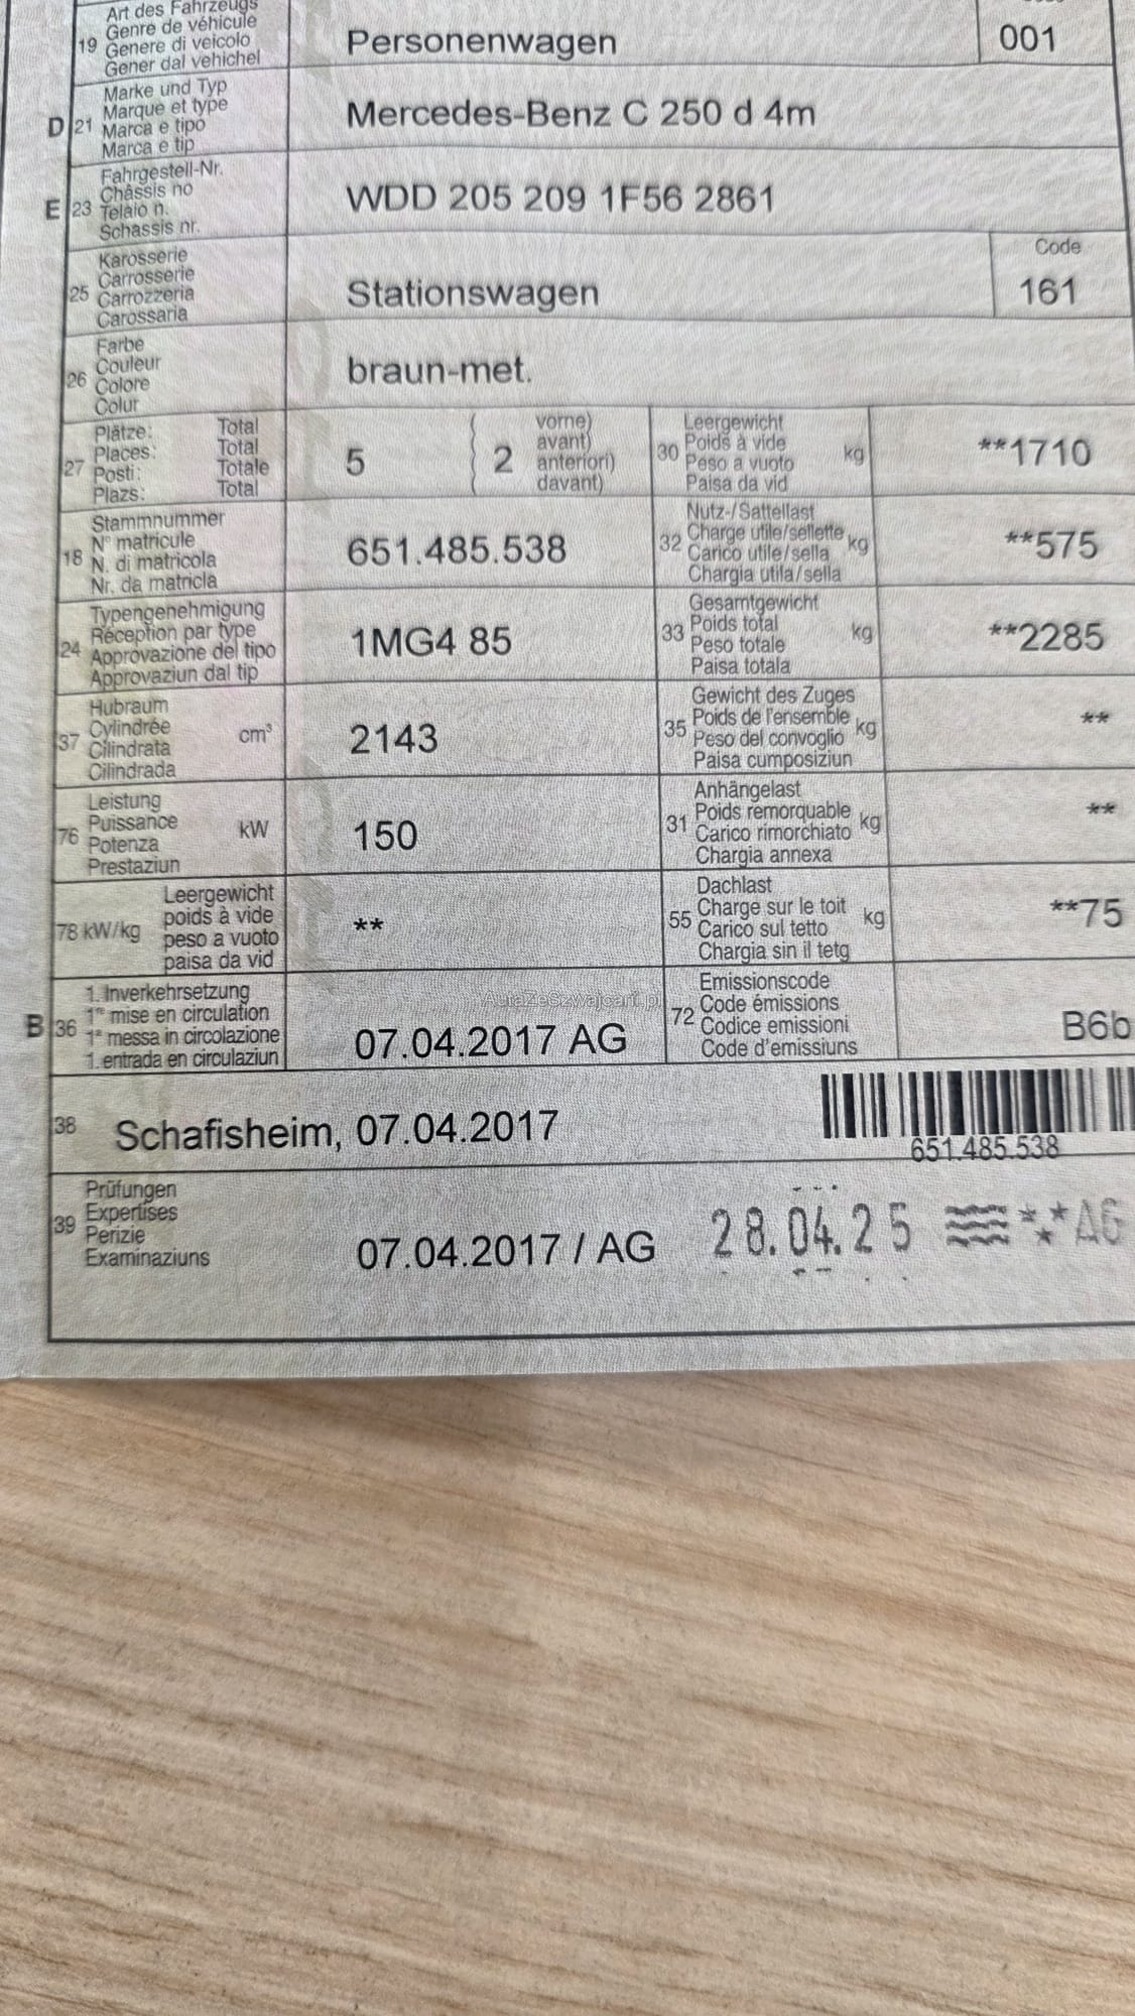 Art des Fahrzeugs
Genre de véhicule
19 Genere di veicolo
Gener dal vehichel
Personenwagen
001
Marke und Typ
Marque et type
D 21 Marca e tipo
Marca e tip
Mercedes-Benz C 250 d 4m
Fahrgestell-Nr.
Châssis no
E 23 Telaio n.
Schassis nr.
WDD 205 209 1F56 2861
Karosserie
Carrosserie
25 Carrozzeria
Carossaria
Stationswagen
Code
161
Farbe
Couleur
26 Colore
Colur
braun-met.
Plätze: Total
Places: Total
27 Posti: Totale
Plazs: Total
5 ( 2
vorne)
avant)
anteriori)
davant)
Leergewicht
30 Poids à vide kg
Peso a vuoto
Paisa da vid
**1710
Stammnummer
N° matricule
18 N. di matricola
Nr. da matricla
651.485.538
Nutz-/Sattellast
32 Charge utile/sellette kg
Carico utile/sella
Chargia utila/sella
**575
Typengenehmigung
Réception par type
24 Approvazione del tipo
Approvaziun dal tip
1MG4 85
Gesamtgewicht
33 Poids total kg
Peso totale
Paisa totala
**2285
Hubraum
Cylindrée cm³
37 Cilindrata
Cilindrada
2143
Gewicht des Zuges
35 Poids de l'ensemble kg
Peso del convoglio
Paisa cumposiziun
**
Leistung
76 Puissance kW
Potenza
Prestaziun
150
Anhängelast
31 Poids remorquable kg
Carico rimorchiato
Chargia annexa
**
Leergewicht
78 kW/kg poids à vide
peso a vuoto
paisa da vid
**
Dachlast
55 Charge sur le toit kg
Carico sul tetto
Chargia sin il tetg
**75
1. Inverkehrsetzung
1re mise en circulation
B 36 1a messa in circolazione
1. entrada en circulaziun
07.04.2017 AG
Emissionscode
72 Code émissions
Codice emissioni
Code d'emissiuns
B6b
AutaZeSzwajcarii.pl
38 Schafisheim, 07.04.2017
651.485.538
Prüfungen
39 Expertises
Perizie
Examinaziuns
07.04.2017 / AG
28.04.25 AG